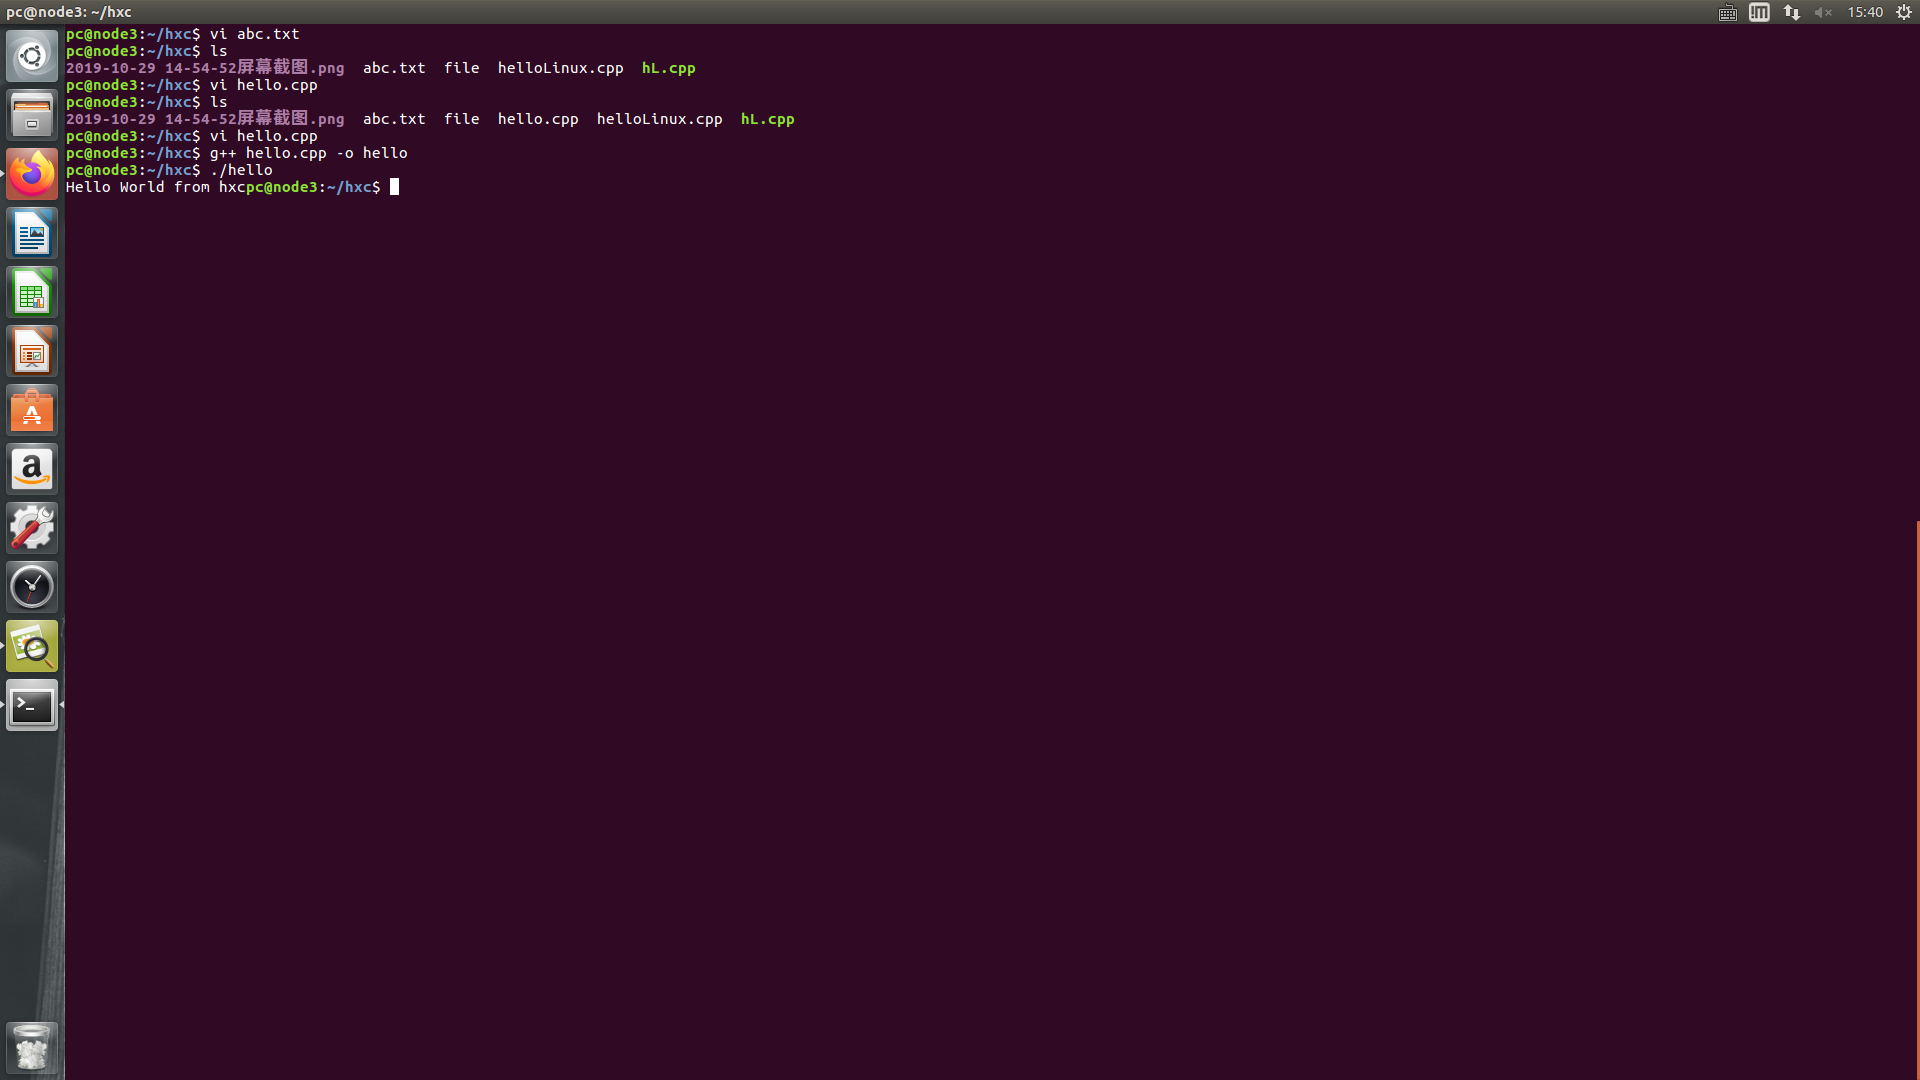 pc@node3: ~/hxc
15:40
pc@node3:~/hxc$ vi abc.txt
pc@node3:~/hxc$ ls
2019-10-29 14-54-52屏幕截图.png  abc.txt  file  helloLinux.cpp  hL.cpp
pc@node3:~/hxc$ vi hello.cpp
pc@node3:~/hxc$ ls
2019-10-29 14-54-52屏幕截图.png  abc.txt  file  hello.cpp  helloLinux.cpp  hL.cpp
pc@node3:~/hxc$ vi hello.cpp
pc@node3:~/hxc$ g++ hello.cpp -o hello
pc@node3:~/hxc$ ./hello
Hello World from hxcpc@node3:~/hxc$